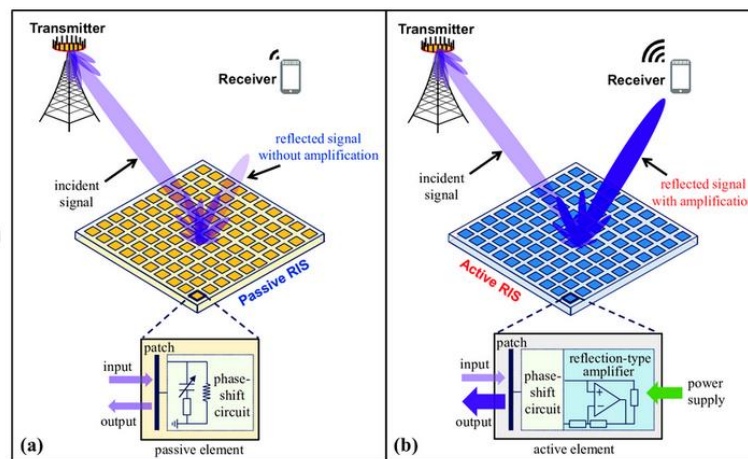 Transmitter
Receiver
reflected signal
without amplification
incident
signal
Passive RIS
patch
input
phase-
shift
circuit
output
(a)
passive element
Transmitter
Receiver
incident
signal
reflected signal
with amplification
Active RIS
patch
reflection-type
amplifier
input
phase-
shift
circuit
power
supply
output
(b)
active element